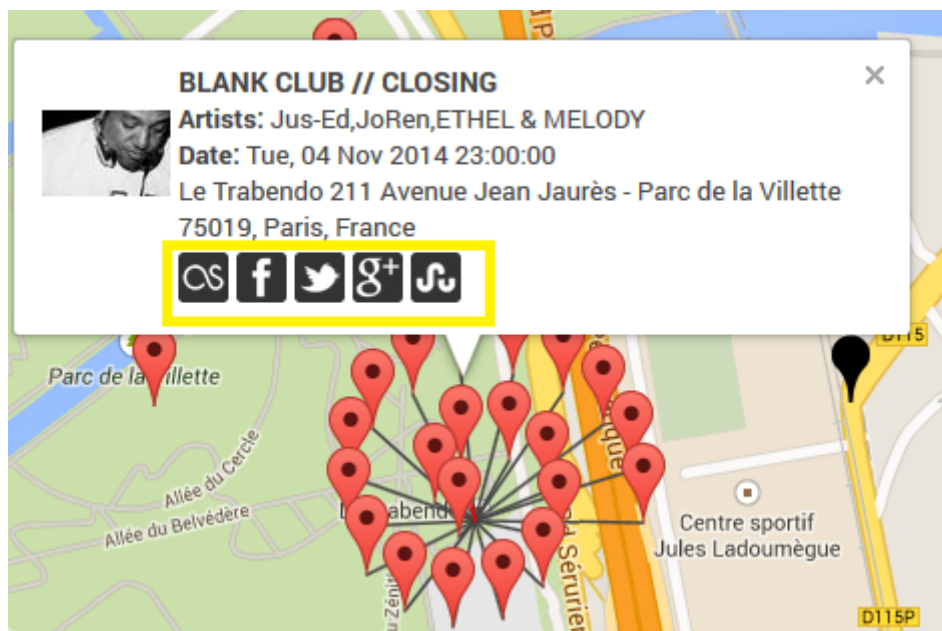 BLANK CLUB // CLOSING
Artists: Jus-Ed,JoRen,ETHEL & MELODY
Date: Tue, 04 Nov 2014 23:00:00
Le Trabendo 211 Avenue Jean Jaurès - Parc de la Villette
75019, Paris, France
f g+
D115
Parc de la Villette
Allée du Cercle
Allée du Belvédère
Centre sportif
Jules Ladoumègue
D115P